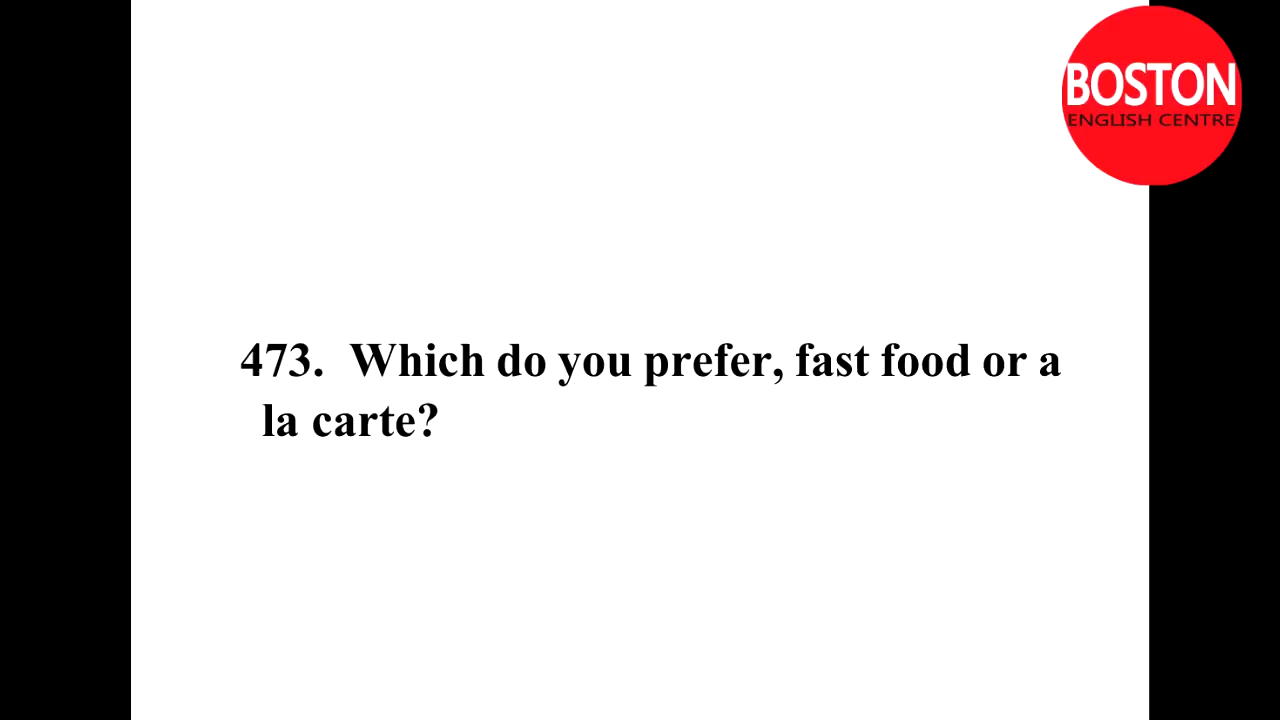 BOSTON
ENGLISH CENTRE
473. Which do you prefer, fast food or a
la carte?